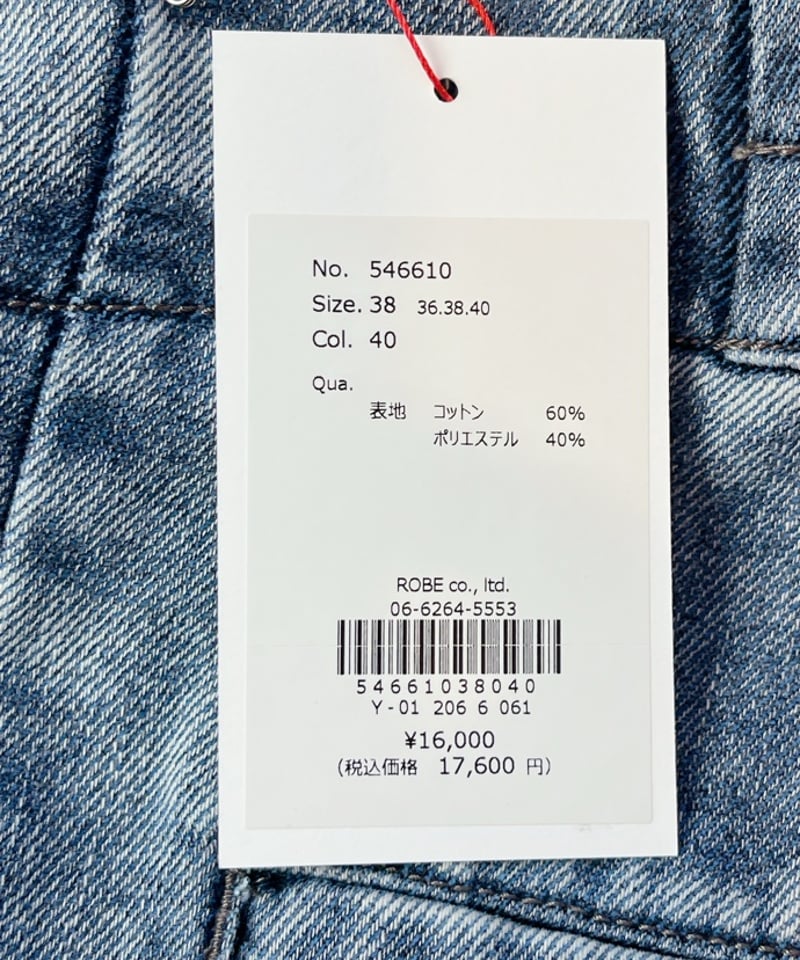 No. 546610
Size. 38 36.38.40
Col. 40
Qua.
表地 コットン 60%
ポリエステル 40%
ROBE co., ltd.
06-6264-5553
54661038040
Y-01 206 6 061
¥16,000
(税込価格 17,600 円)